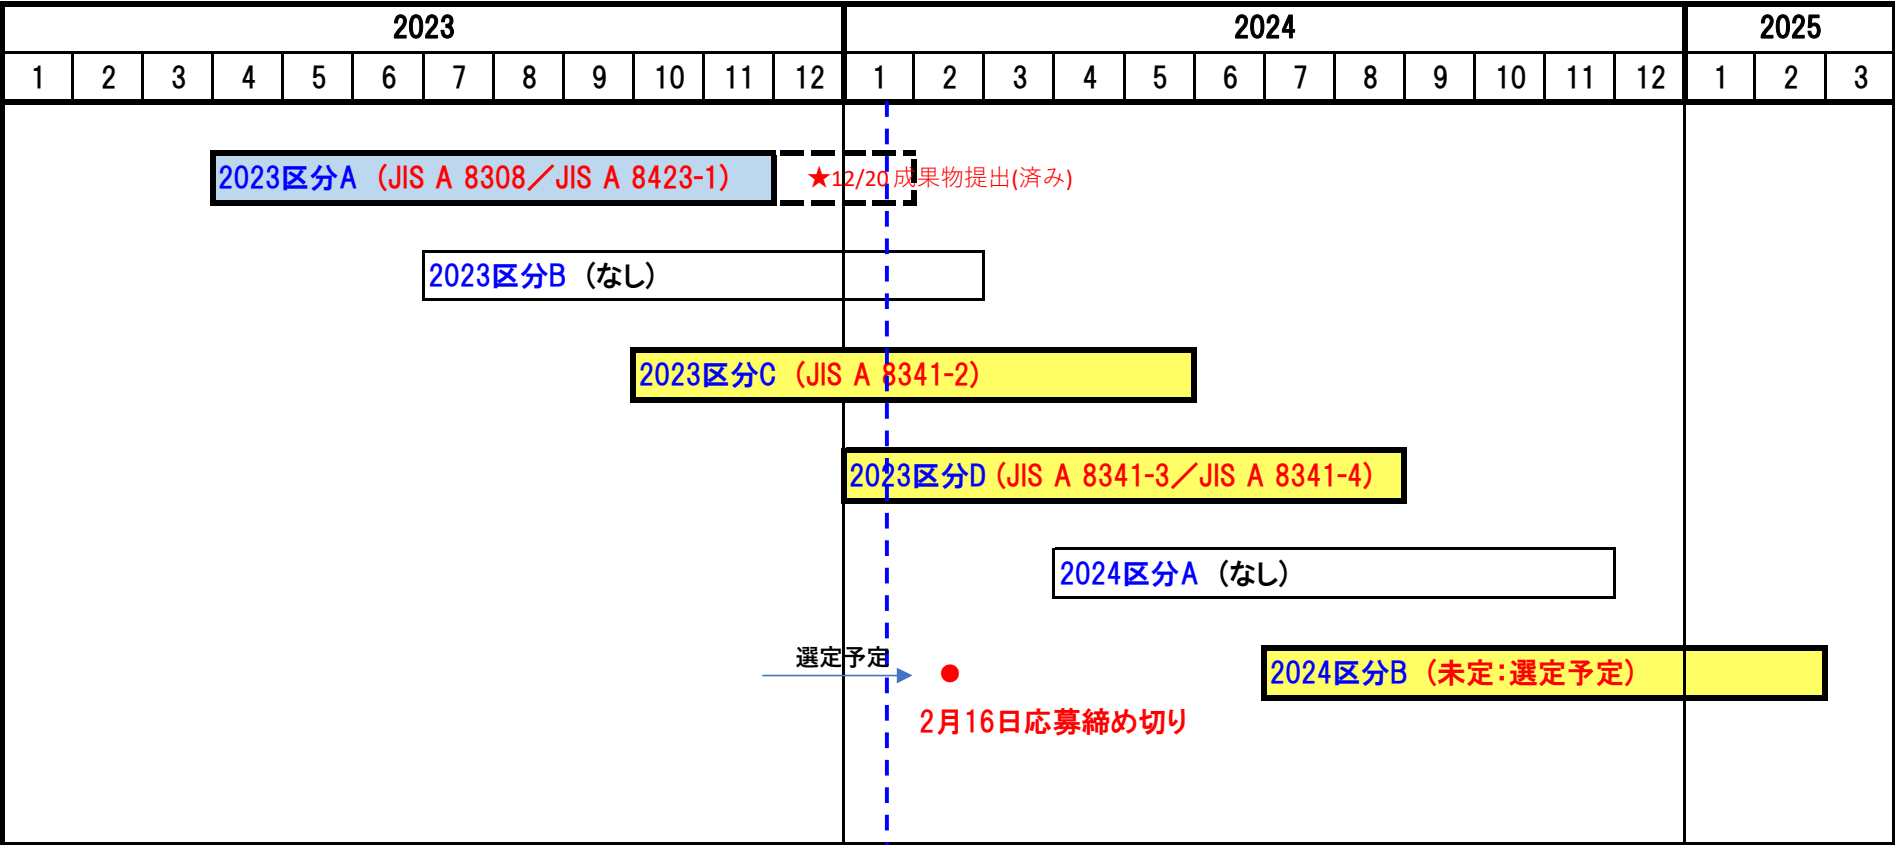 2023 2024 2025
1 2 3 4 5 6 7 8 9 10 11 12 1 2 3 4 5 6 7 8 9 10 11 12 1 2 3
2023区分A （JIS A 8308／JIS A 8423-1）
★12/20 成果物提出(済み)
2023区分B （なし）
2023区分C （JIS A 8341-2）
2023区分D （JIS A 8341-3／JIS A 8341-4）
2024区分A （なし）
選定予定
2024区分B （未定：選定予定）
2月16日応募締め切り